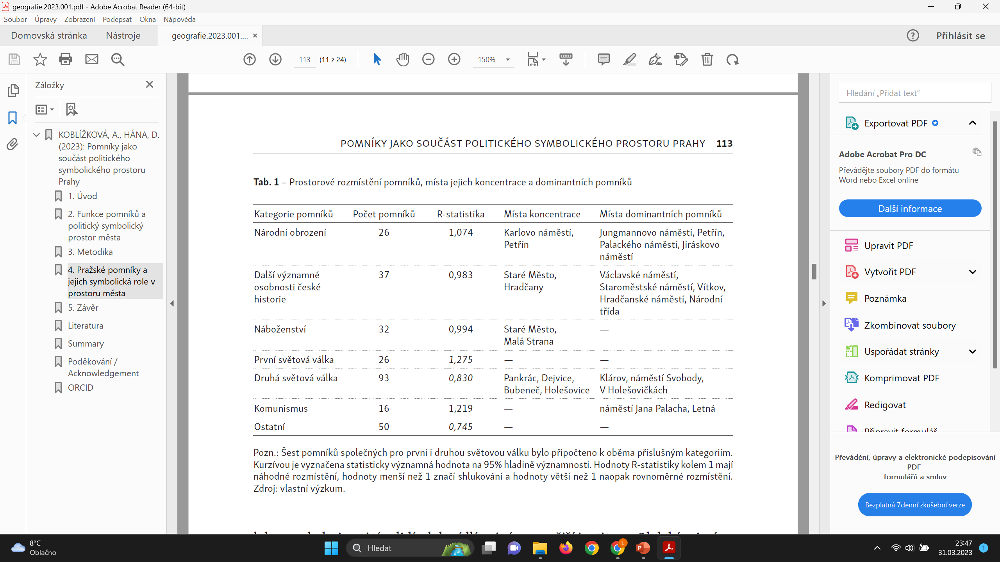 geografie.2023.001.pdf - Adobe Acrobat Reader (64-bit)
Soubor Úpravy Zobrazení Podepsat Okna Nápověda
Domovská stránka Nástroje geografie.2023.001.... Přihlásit se
113 (11 z 24) 150%
Záložky
KOBLÍŽKOVÁ, A., HÁNA, D.
(2023): Pomníky jako
součást politického
symbolického prostoru
Prahy
1. Úvod
2. Funkce pomníků a
politický symbolický
prostor města
3. Metodika
4. Pražské pomníky a
jejich symbolická role v
prostoru města
5. Závěr
Literatura
Summary
Poděkování /
Acknowledgement
ORCID
POMNÍKY JAKO SOUČÁST POLITICKÉHO SYMBOLICKÉHO PROSTORU PRAHY 113
Tab. 1 – Prostorové rozmístění pomníků, místa jejich koncentrace a dominantních pomníků
Kategorie pomníků Počet pomníků R-statistika Místa koncentrace Místa dominantních pomníků
Národní obrození 26 1,074 Karlovo náměstí, Jungmannovo náměstí, Petřín,
Petřín Palackého náměstí, Jiráskovo
náměstí
Další významné 37 0,983 Staré Město, Václavské náměstí,
osobnosti české Hradčany Staroměstské náměstí, Vítkov,
historie Hradčanské náměstí, Národní
třída
Náboženství 32 0,994 Staré Město, —
Malá Strana
První světová válka 26 1,275 — —
Druhá světová válka 93 0,830 Pankrác, Dejvice, Klárov, náměstí Svobody,
Bubeneč, Holešovice V Holešovičkách
Komunismus 16 1,219 — náměstí Jana Palacha, Letná
Ostatní 50 0,745 — —
Pozn.: Šest pomníků společných pro první i druhou světovou válku bylo připočteno k oběma příslušným kategoriím.
Kurzívou je vyznačena statisticky významná hodnota na 95% hladině významnosti. Hodnoty R-statistiky kolem 1 mají
náhodné rozmístění, hodnoty menší než 1 značí shlukování a hodnoty větší než 1 naopak rovnoměrné rozmístění.
Zdroj: vlastní výzkum.
Hledání „Přidat text“
Exportovat PDF
Adobe Acrobat Pro DC
Převádějte soubory PDF do formátu
Word nebo Excel online
Další informace
Upravit PDF
Vytvořit PDF
Poznámka
Zkombinovat soubory
Uspořádat stránky
Komprimovat PDF
Redigovat
Připravit formulář
Převádění, úpravy a elektronické podepisování
PDF
formulářů a smluv
Bezplatná 7denní zkušební verze
8°C
Oblačno
Hledat
L
P
23:47
31.03.2023
1